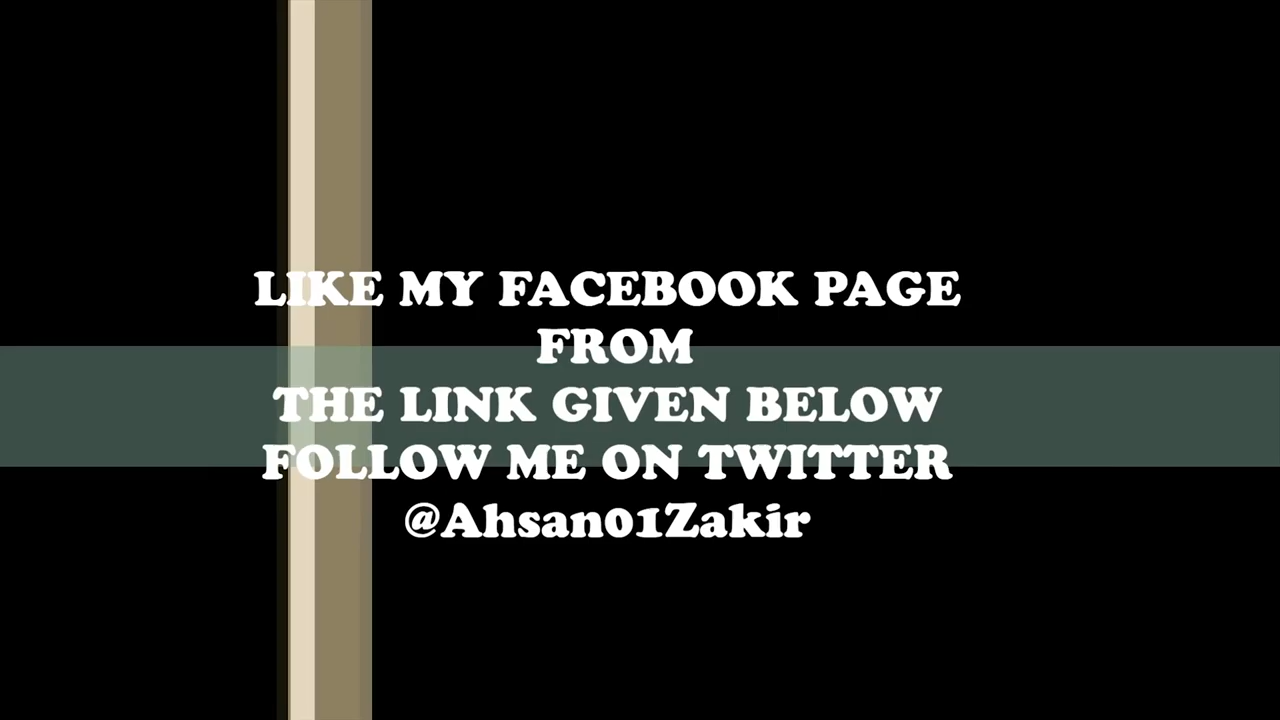 LIKE MY FACEBOOK PAGE
FROM
THE LINK GIVEN BELOW
FOLLOW ME ON TWITTER
@Ahsan01Zakir